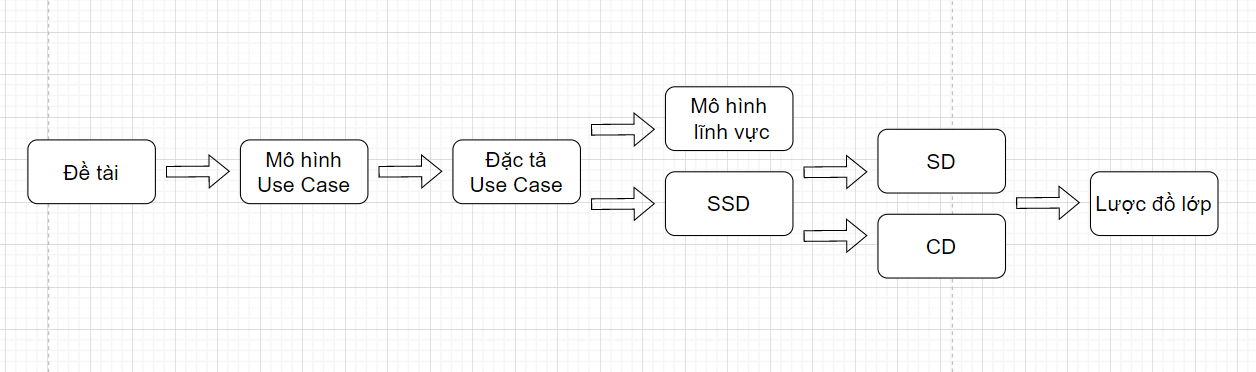 Đề tài
Mô hình
Use Case
Đặc tả
Use Case
Mô hình
lĩnh vực
SSD
SD
CD
Lược đồ lớp